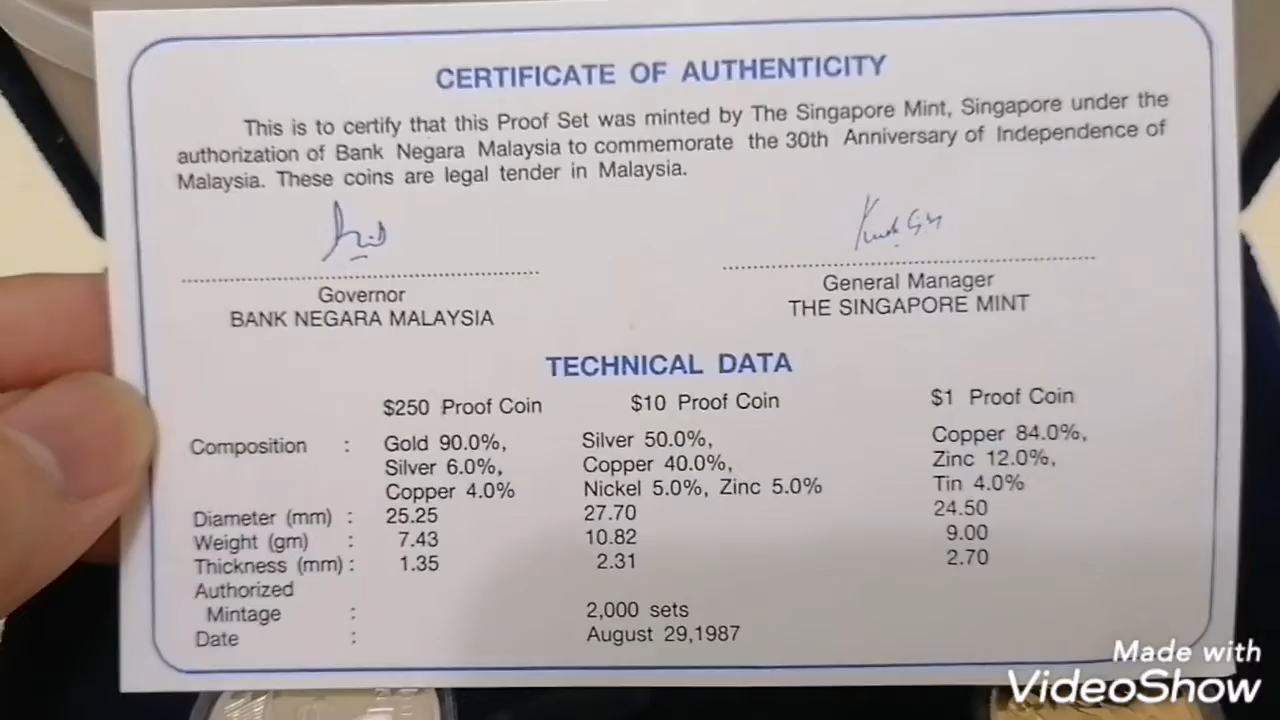 CERTIFICATE OF AUTHENTICITY
This is to certify that this Proof Set was minted by The Singapore Mint, Singapore under the
authorization of Bank Negara Malaysia to commemorate the 30th Anniversary of Independence of
Malaysia. These coins are legal tender in Malaysia.
Governor
BANK NEGARA MALAYSIA
General Manager
THE SINGAPORE MINT
TECHNICAL DATA
$250 Proof Coin $10 Proof Coin $1 Proof Coin
Composition : Gold 90.0%, Silver 50.0%, Copper 84.0%,
Silver 6.0%, Copper 40.0%, Zinc 12.0%,
Copper 4.0% Nickel 5.0%, Zinc 5.0% Tin 4.0%
Diameter (mm) : 25.25 27.70 24.50
Weight (gm) : 7.43 10.82 9.00
Thickness (mm) : 1.35 2.31 2.70
Authorized
Mintage : 2,000 sets
Date : August 29,1987
Made with
VideoShow